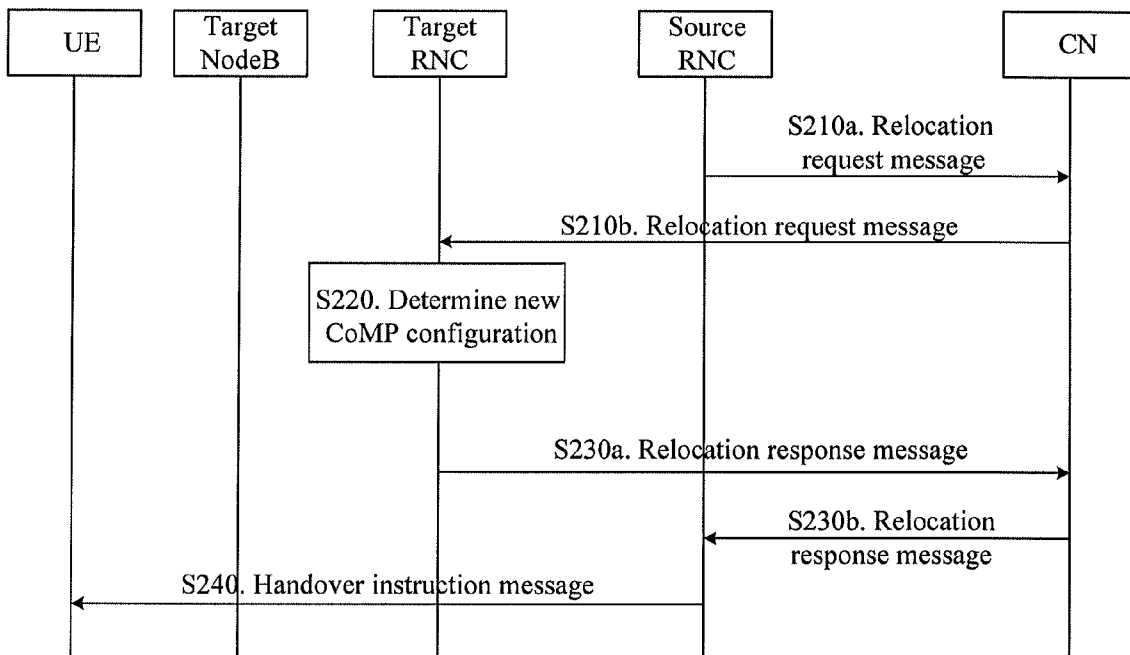 UE
Target
NodeB
Target
RNC
Source
RNC
CN
S210a. Relocation
request message
S210b. Relocation request message
S220. Determine new
CoMP configuration
S230a. Relocation response message
S230b. Relocation
response message
S240. Handover instruction message